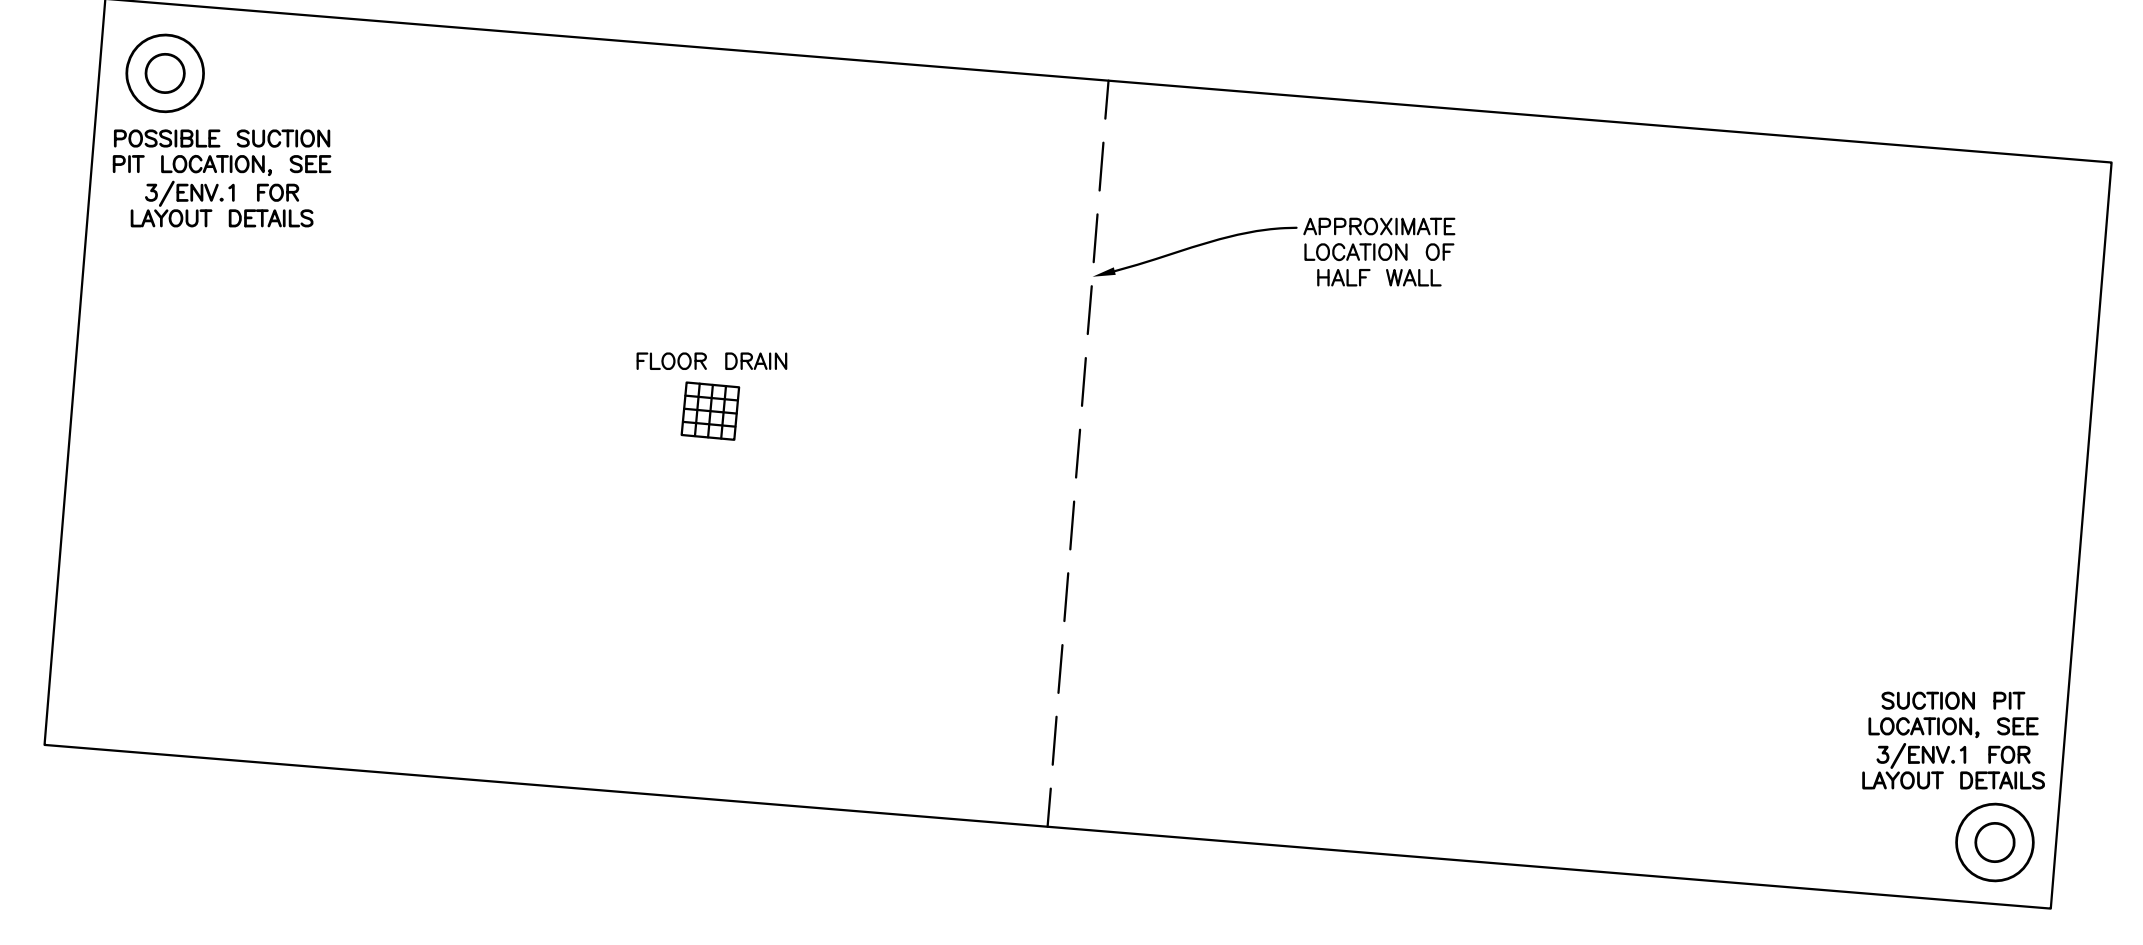 POSSIBLE SUCTION
PIT LOCATION, SEE
3/ENV.1 FOR
LAYOUT DETAILS
APPROXIMATE
LOCATION OF
HALF WALL
FLOOR DRAIN
SUCTION PIT
LOCATION, SEE
3/ENV.1 FOR
LAYOUT DETAILS